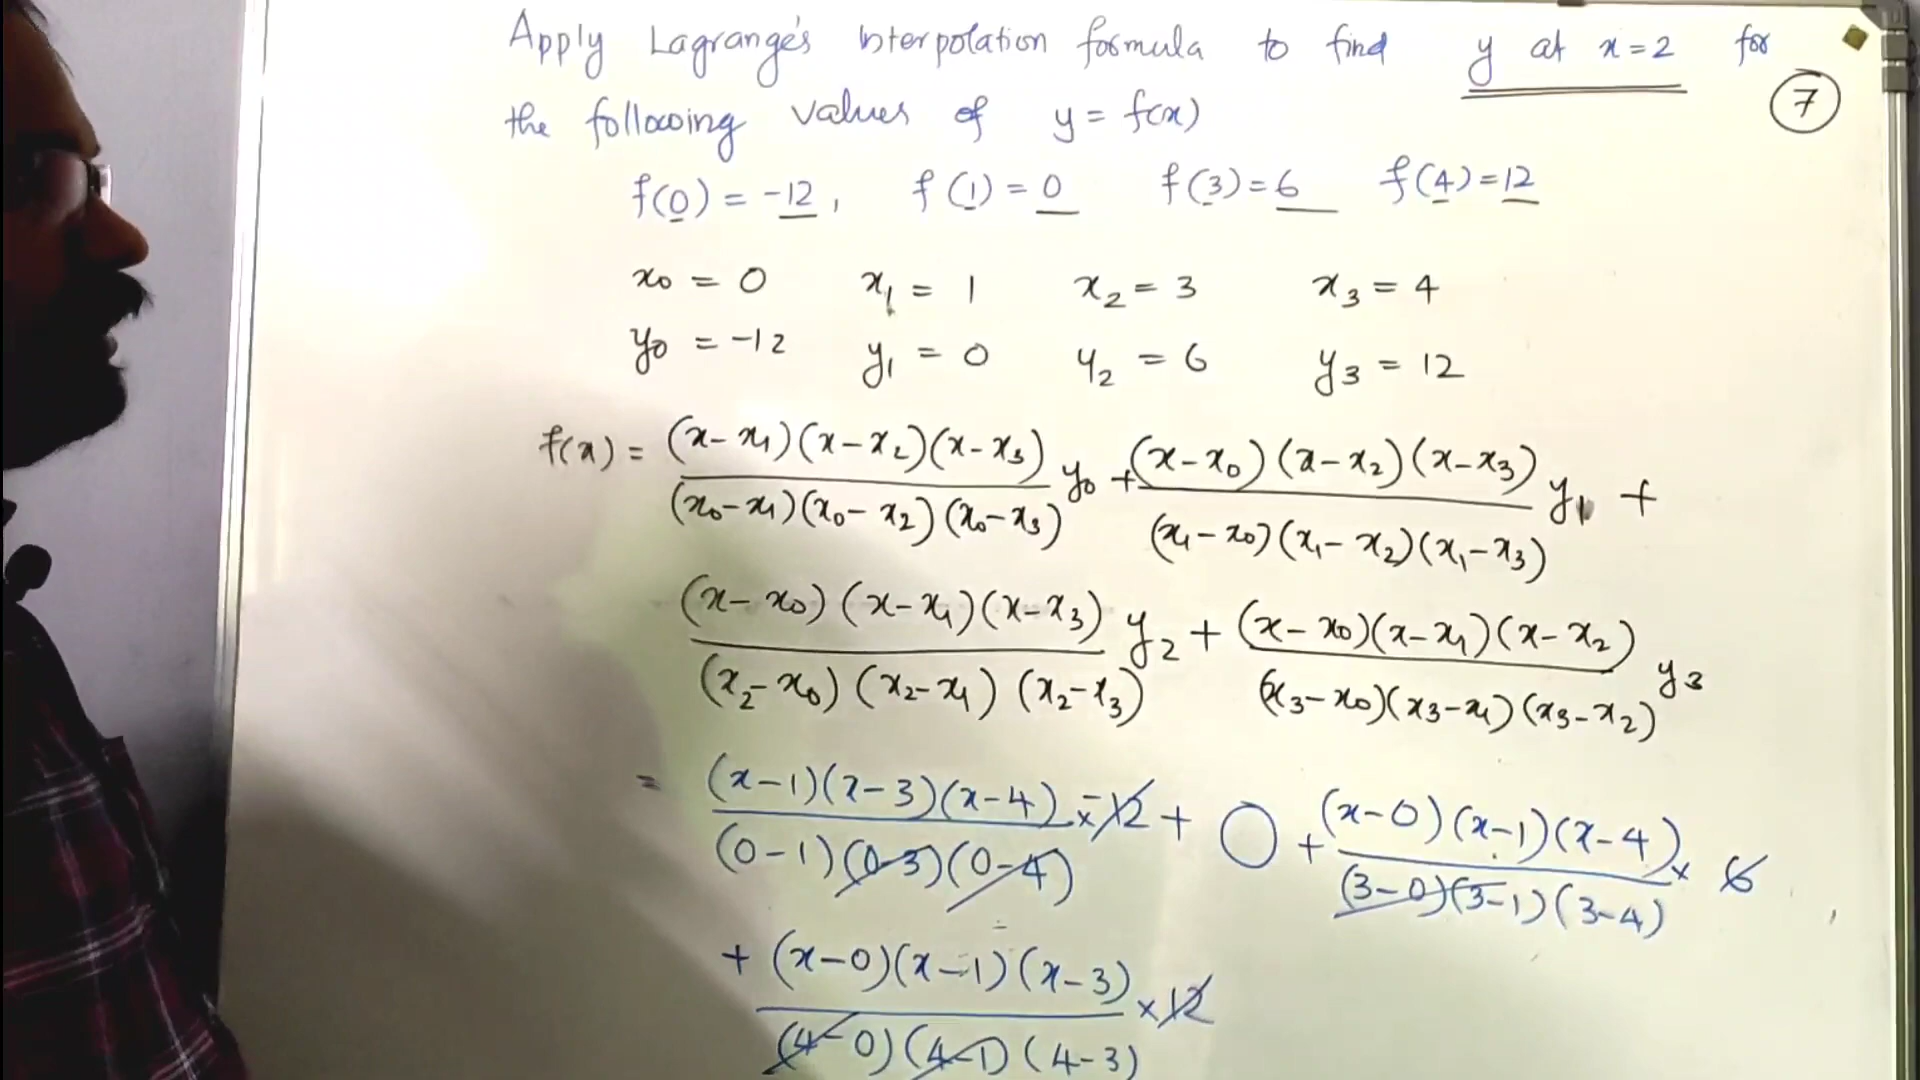 Apply Lagrange's Interpolation formula to find y at x = 2 for
the following values of y = f(x)
7
f(0) = -12, f(1) = 0 f(3) = 6 f(4) = 12
x₀ = 0 x₁ = 1 x₂ = 3 x₃ = 4
y₀ = -12 y₁ = 0 y₂ = 6 y₃ = 12
f(x) = (x-x₁)(x-x₂)(x-x₃) / (x₀-x₁)(x₀-x₂)(x₀-x₃) y₀ + (x-x₀)(x-x₂)(x-x₃) / (x₁-x₀)(x₁-x₂)(x₁-x₃) y₁ +
(x-x₀)(x-x₁)(x-x₃) / (x₂-x₀)(x₂-x₁)(x₂-x₃) y₂ + (x-x₀)(x-x₁)(x-x₂) / (x₃-x₀)(x₃-x₁)(x₃-x₂) y₃
= (x-1)(x-3)(x-4) / (0-1)(0-3)(0-4) × -12 + 0 + (x-0)(x-1)(x-4) / (3-0)(3-1)(3-4) × 6
+ (x-0)(x-1)(x-3) / (4-0)(4-1)(4-3) × 12